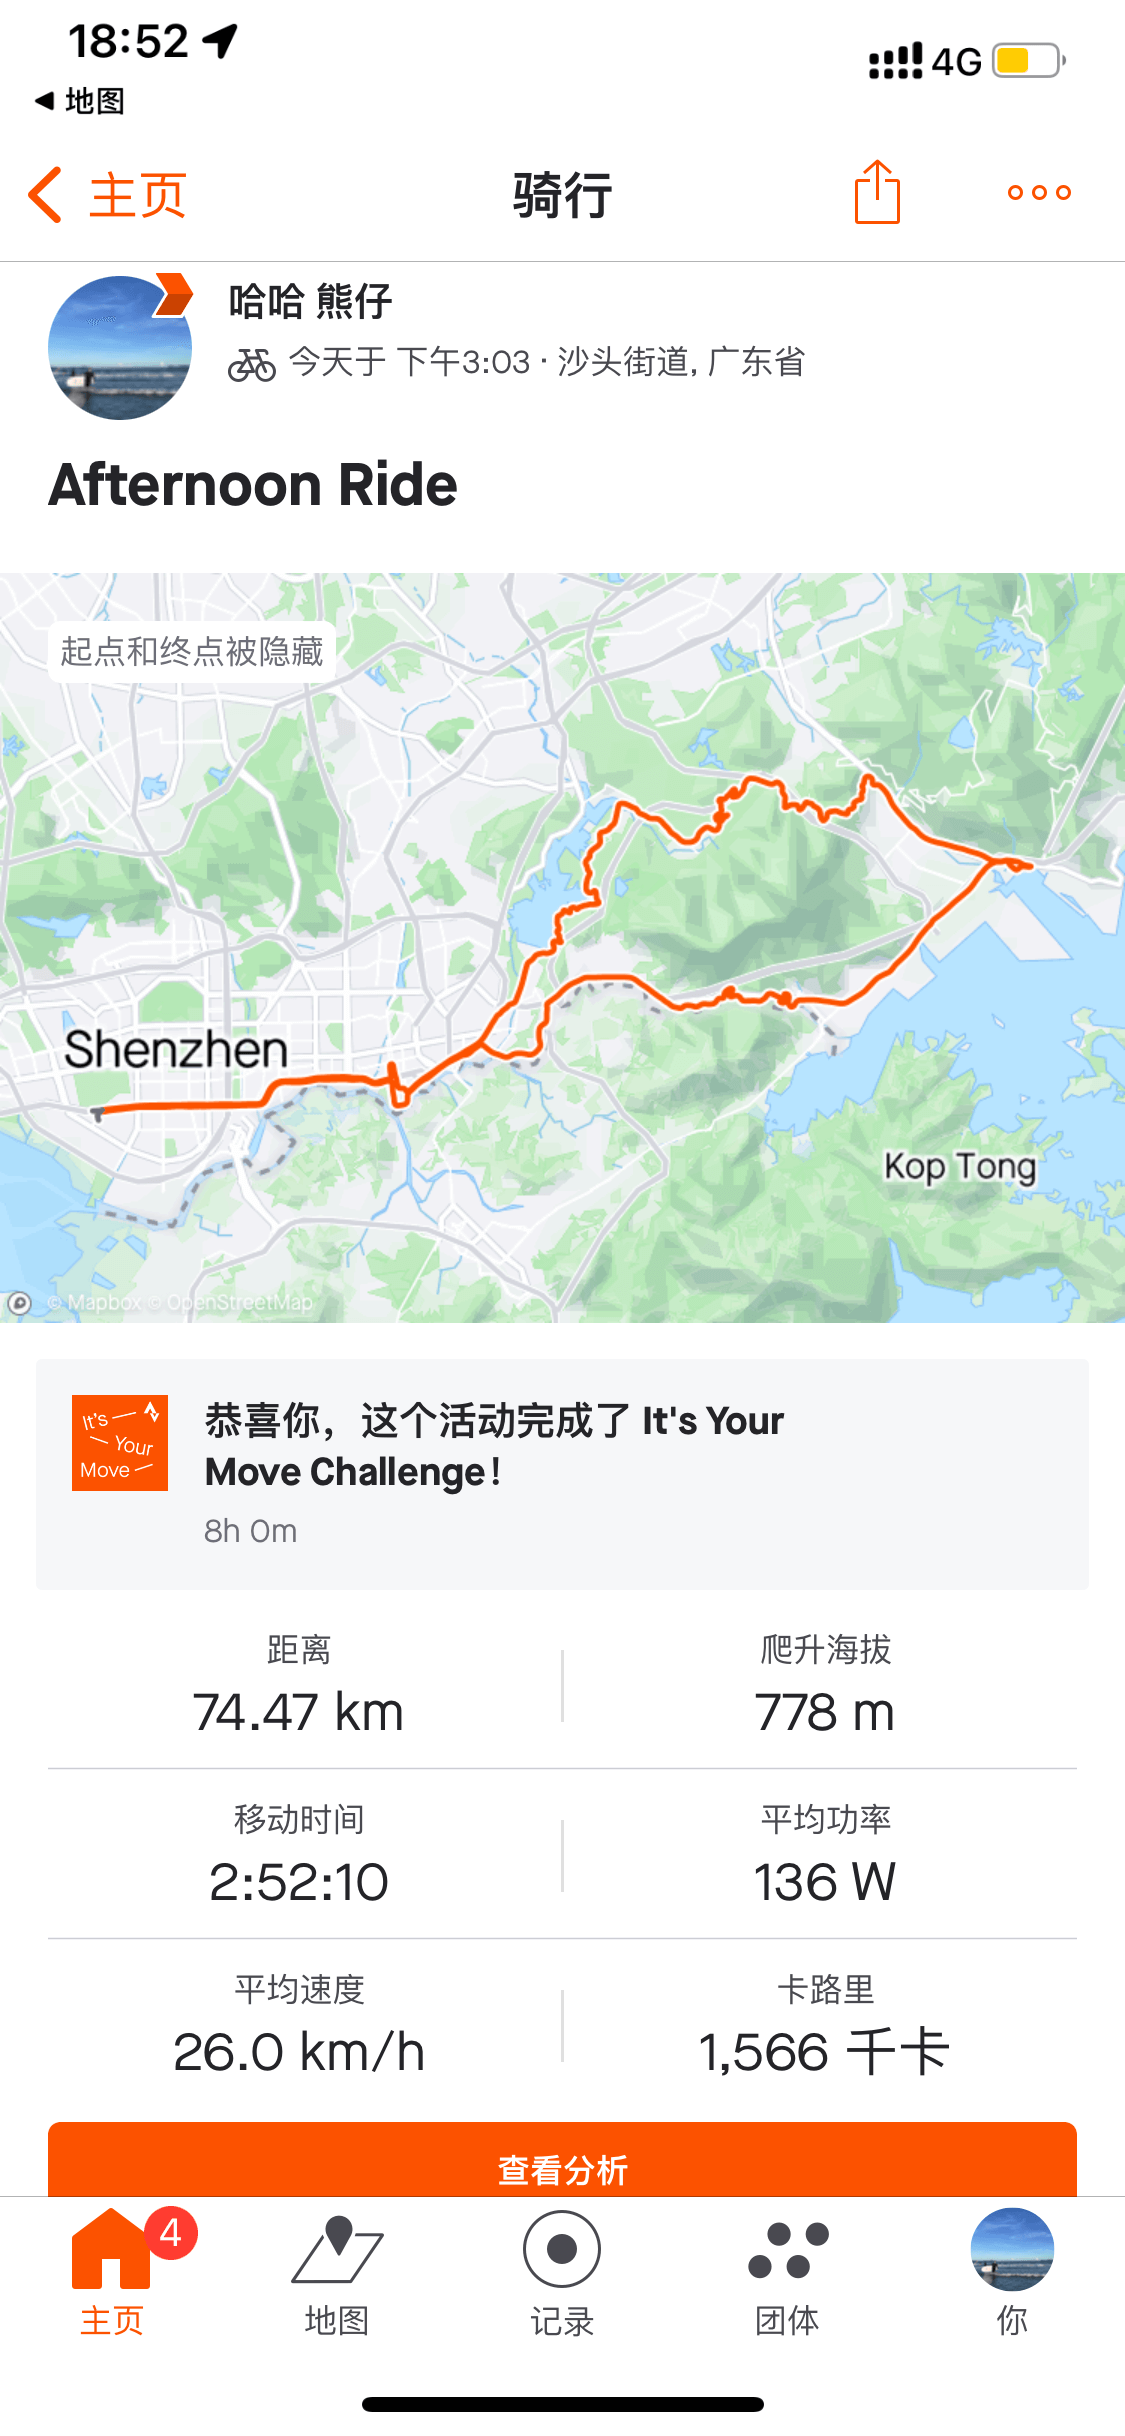 18:52
4G
地图
主页
骑行
哈哈 熊仔
今天于 下午3:03 · 沙头街道, 广东省
Afternoon Ride
起点和终点被隐藏
Shenzhen
Kop Tong
© Mapbox © OpenStreetMap
It's
Your
Move
恭喜你，这个活动完成了 It's Your
Move Challenge！
8h 0m
距离
爬升海拔
74.47 km
778 m
移动时间
平均功率
2:52:10
136 W
平均速度
卡路里
26.0 km/h
1,566 千卡
查看分析
4
主页
地图
记录
团体
你